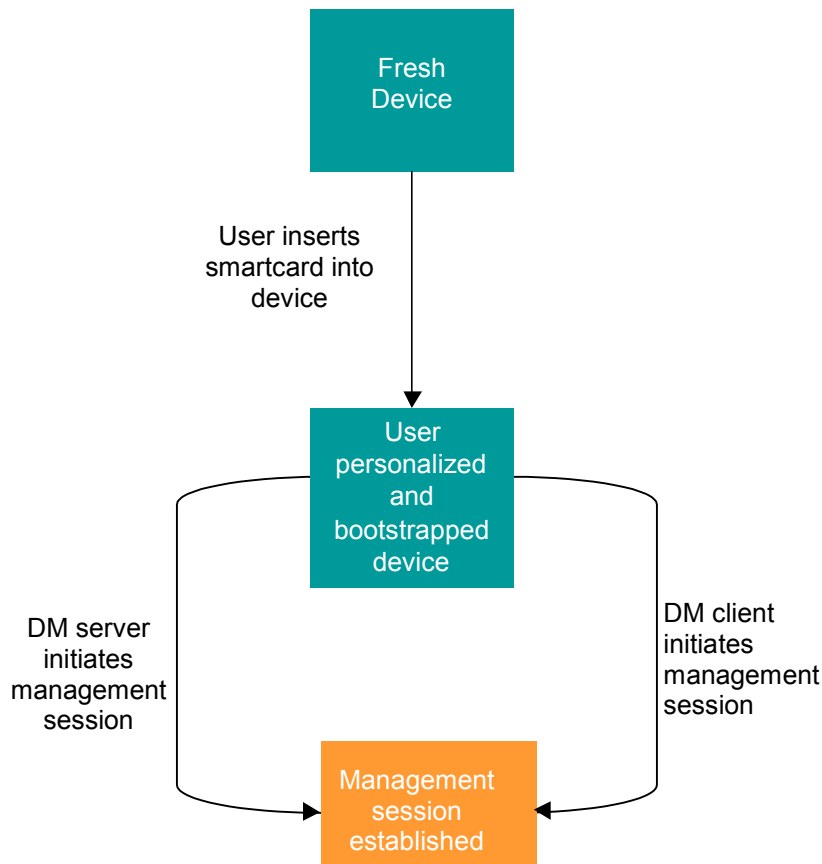 Fresh
Device
User inserts
smartcard into
device
User
personalized
and
bootstrapped
device
DM server
initiates
management
session
DM client
initiates
management
session
Management
session
established